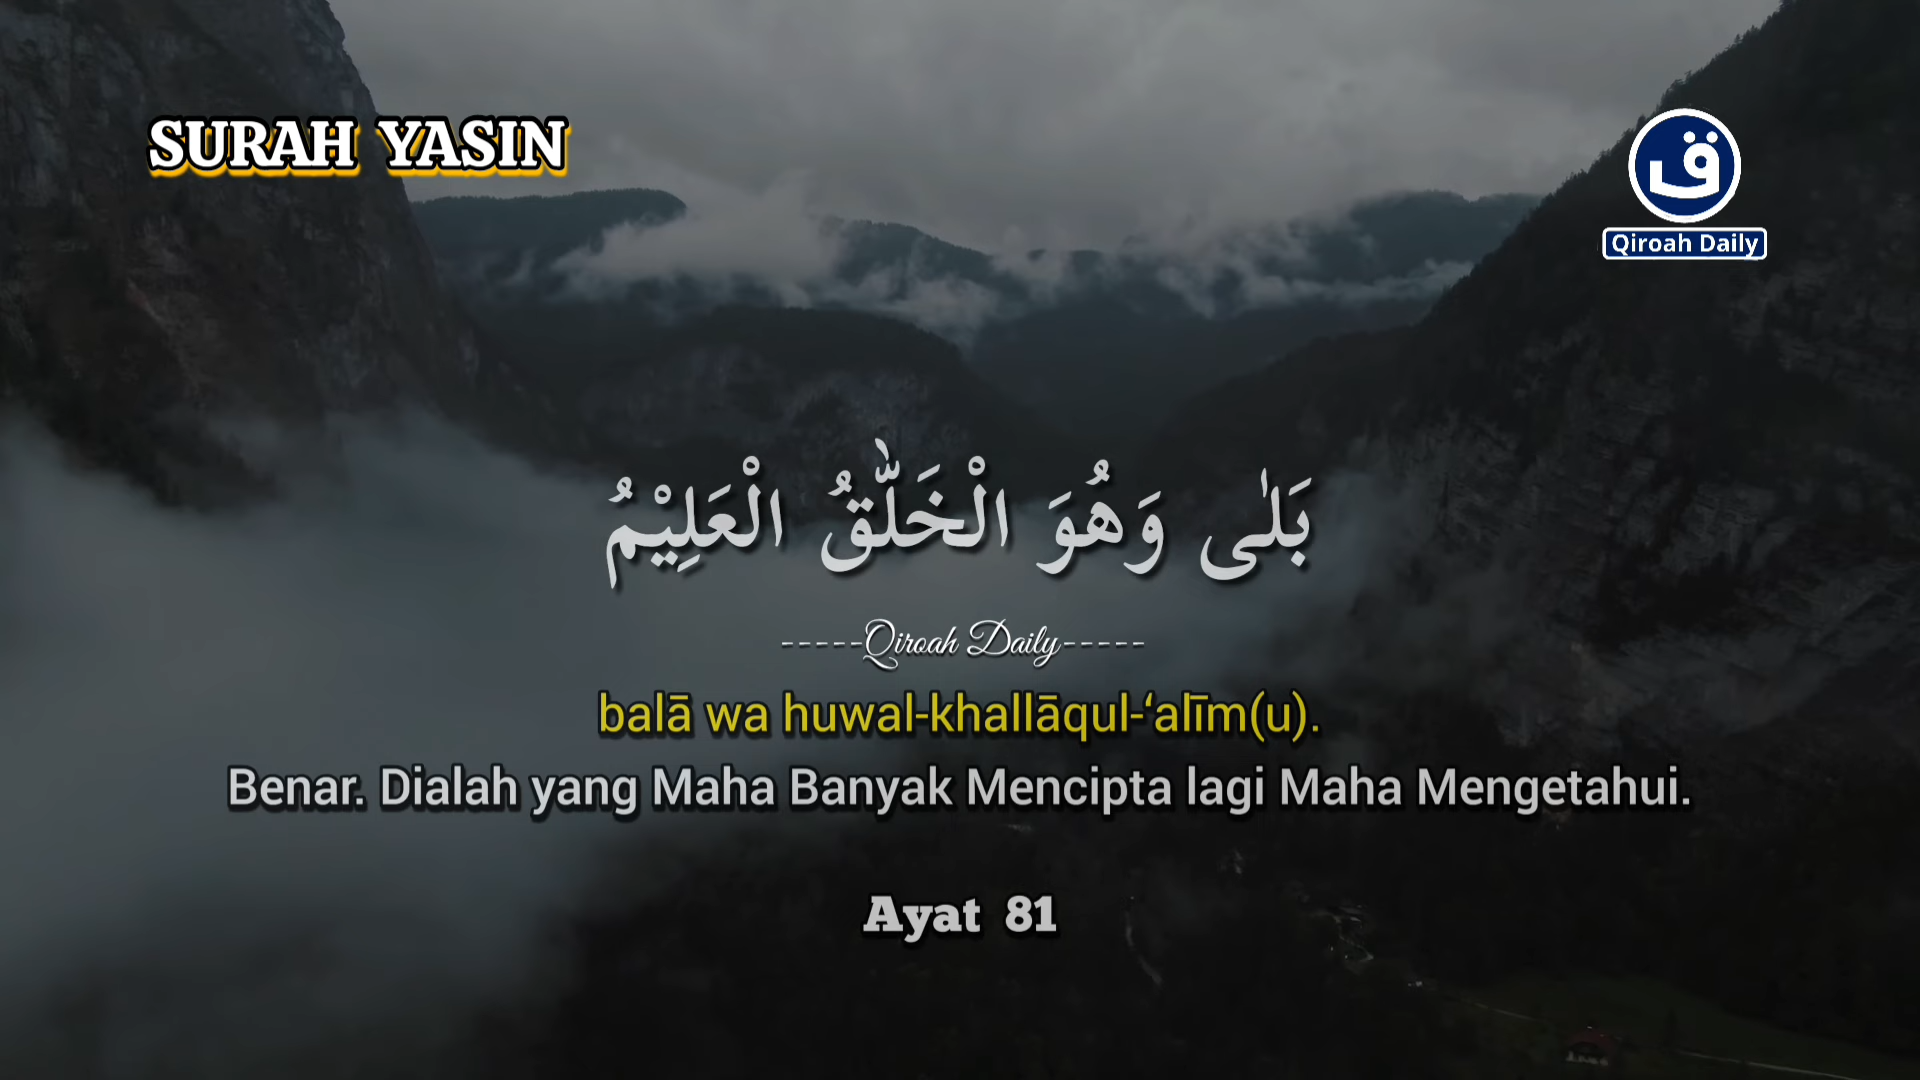 SURAH YASIN
ق
Qiroah Daily
بَلٰى وَهُوَ الْخَلّٰقُ الْعَلِيْمُ
-----Qiroah Daily-----
balā wa huwal-khallāqul-‘alīm(u).
Benar. Dialah yang Maha Banyak Mencipta lagi Maha Mengetahui.
Ayat 81